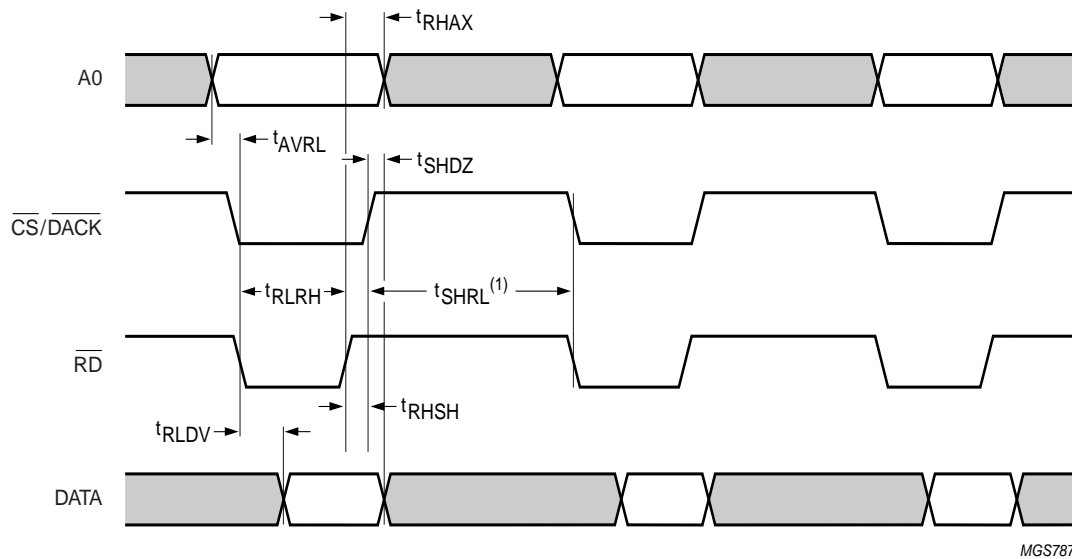 tRHAX
A0
tAVRL
tSHDZ
CS/DACK
tRLRH
tSHRL(1)
RD
tRHSH
tRLDV
DATA
MGS787